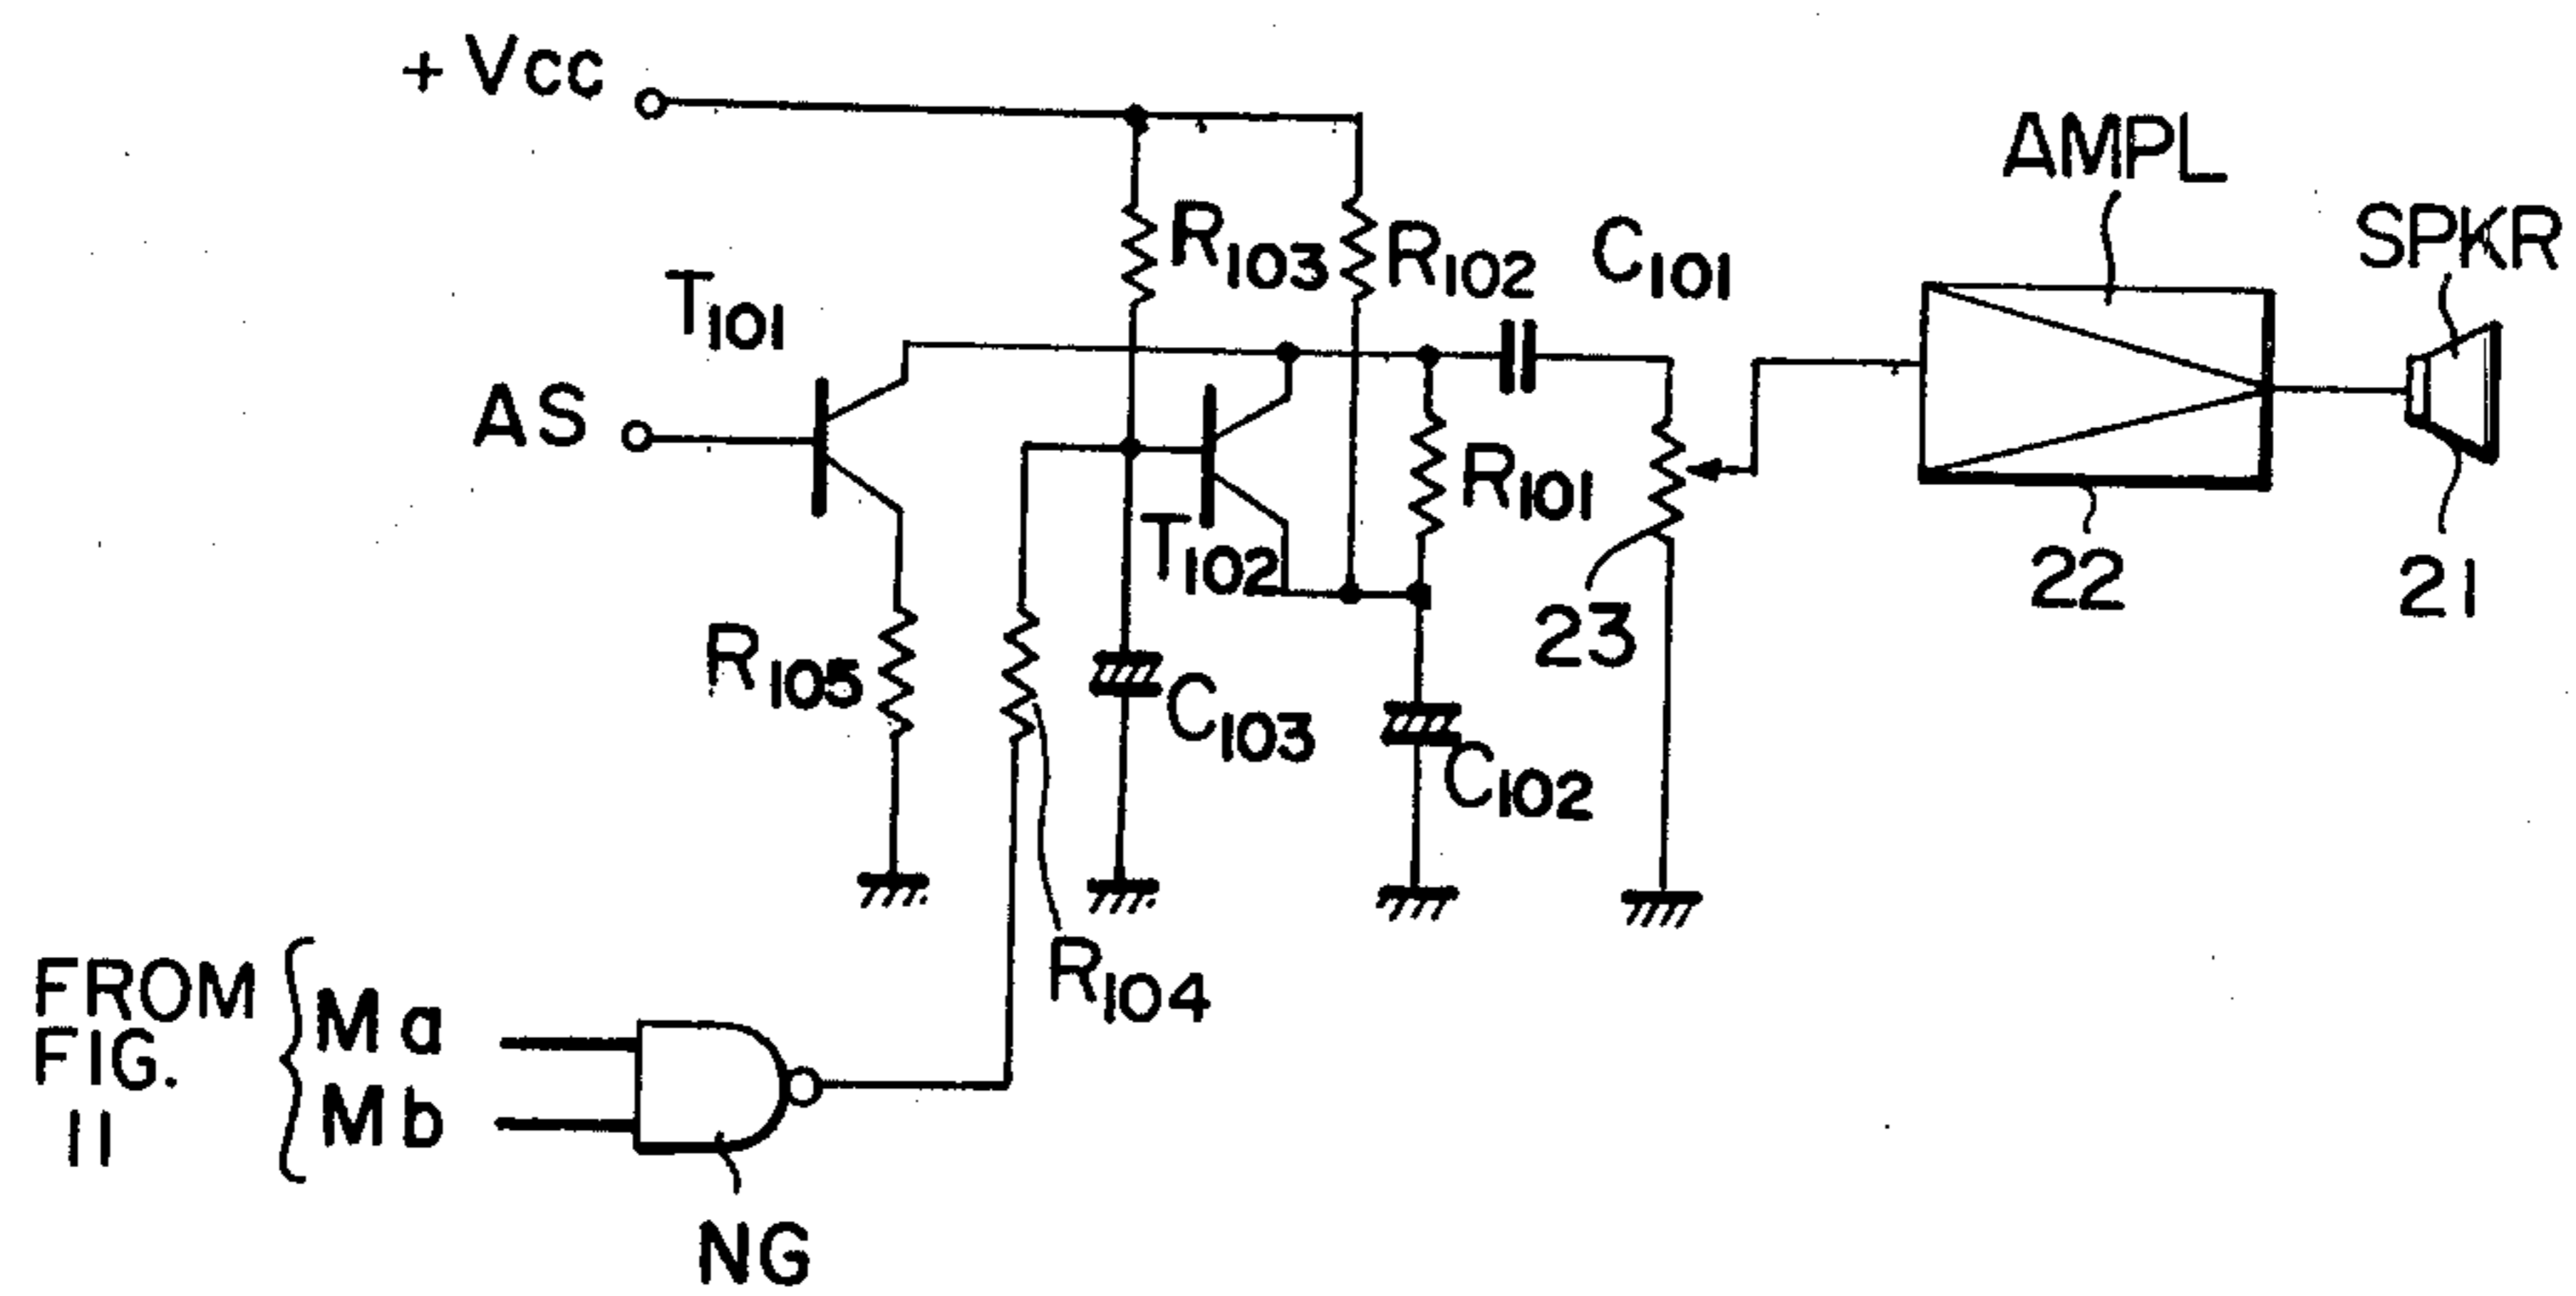 + Vcc
AMPL
SPKR
R103
R102
C101
T101
AS
R101
T102
22
21
23
R105
C103
C102
R104
FROM
FIG.
11
Ma
Mb
NG